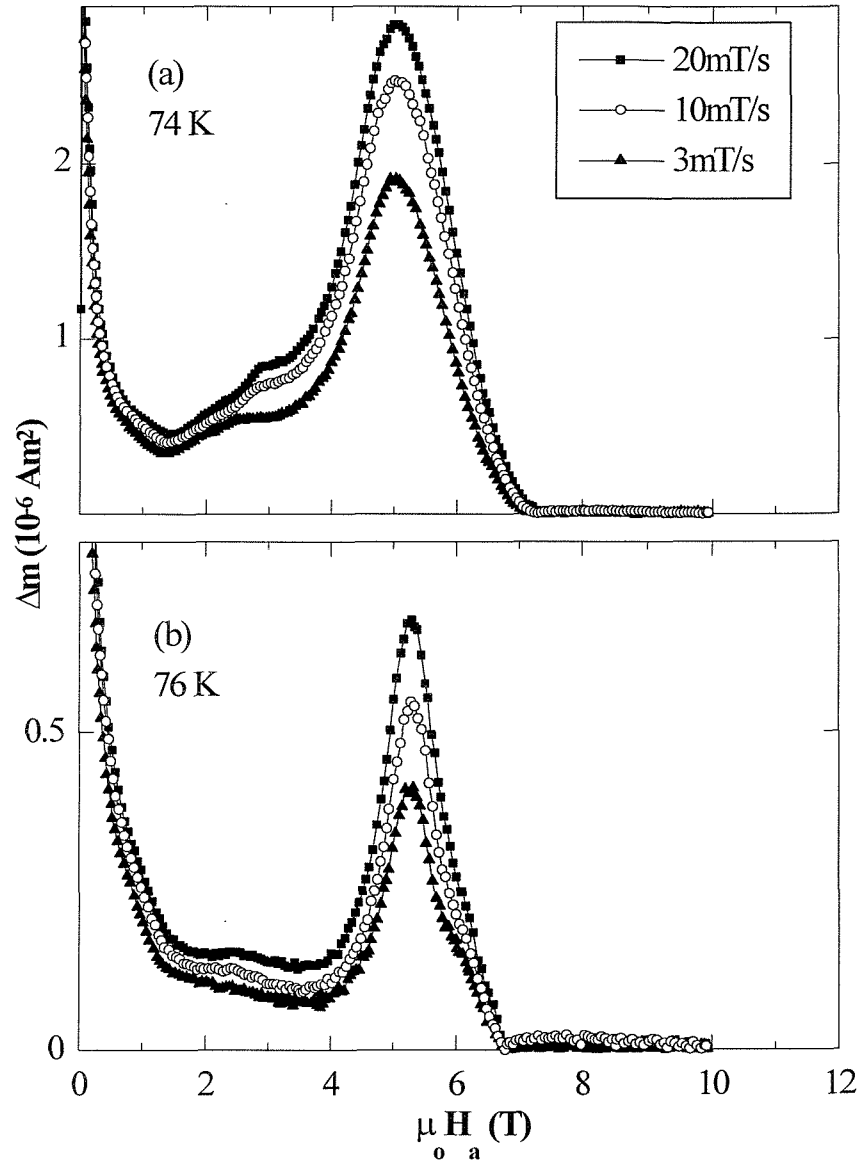 (a)
74 K
20mT/s
10mT/s
3mT/s
2
1
Δm (10⁻⁶ Am²)
(b)
76 K
0.5
0
0 2 4 6 8 10 12
μₒHₐ (T)